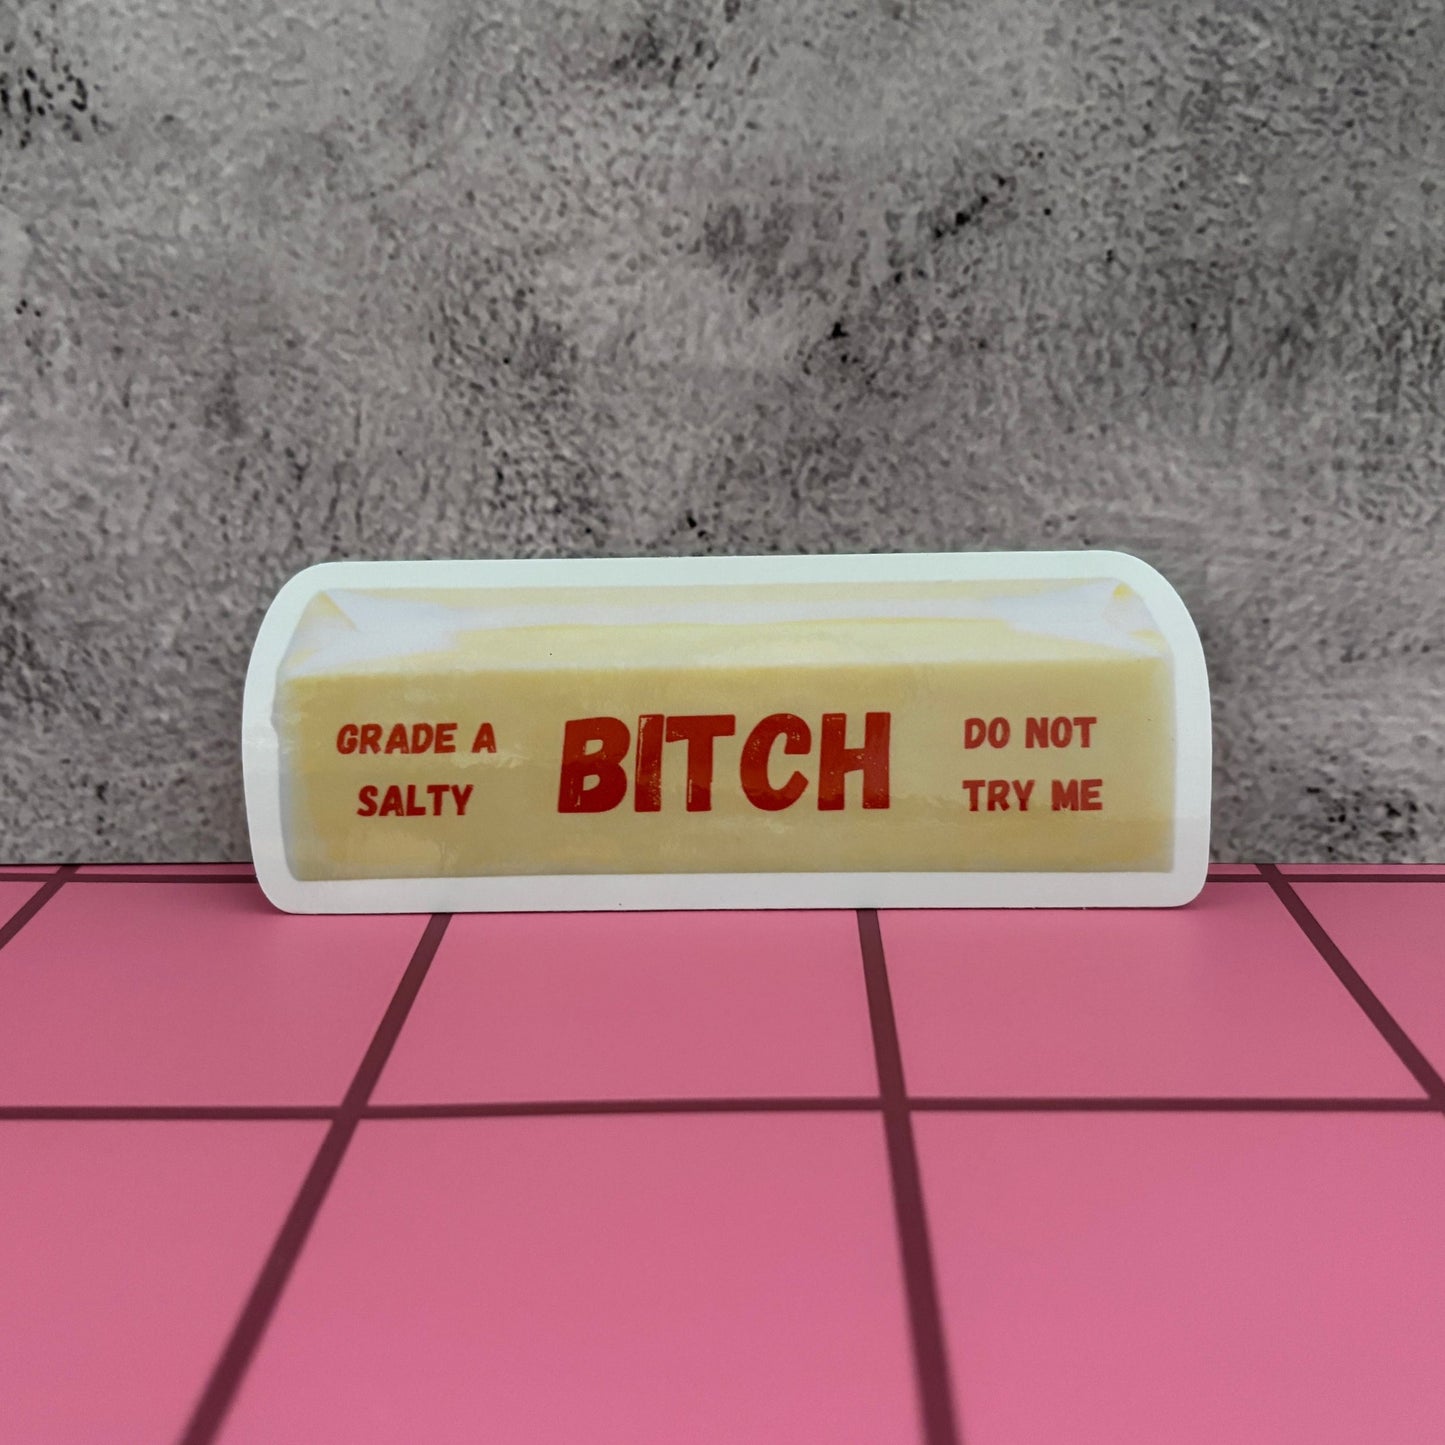 GRADE A
SALTY
BITCH
DO NOT
TRY ME